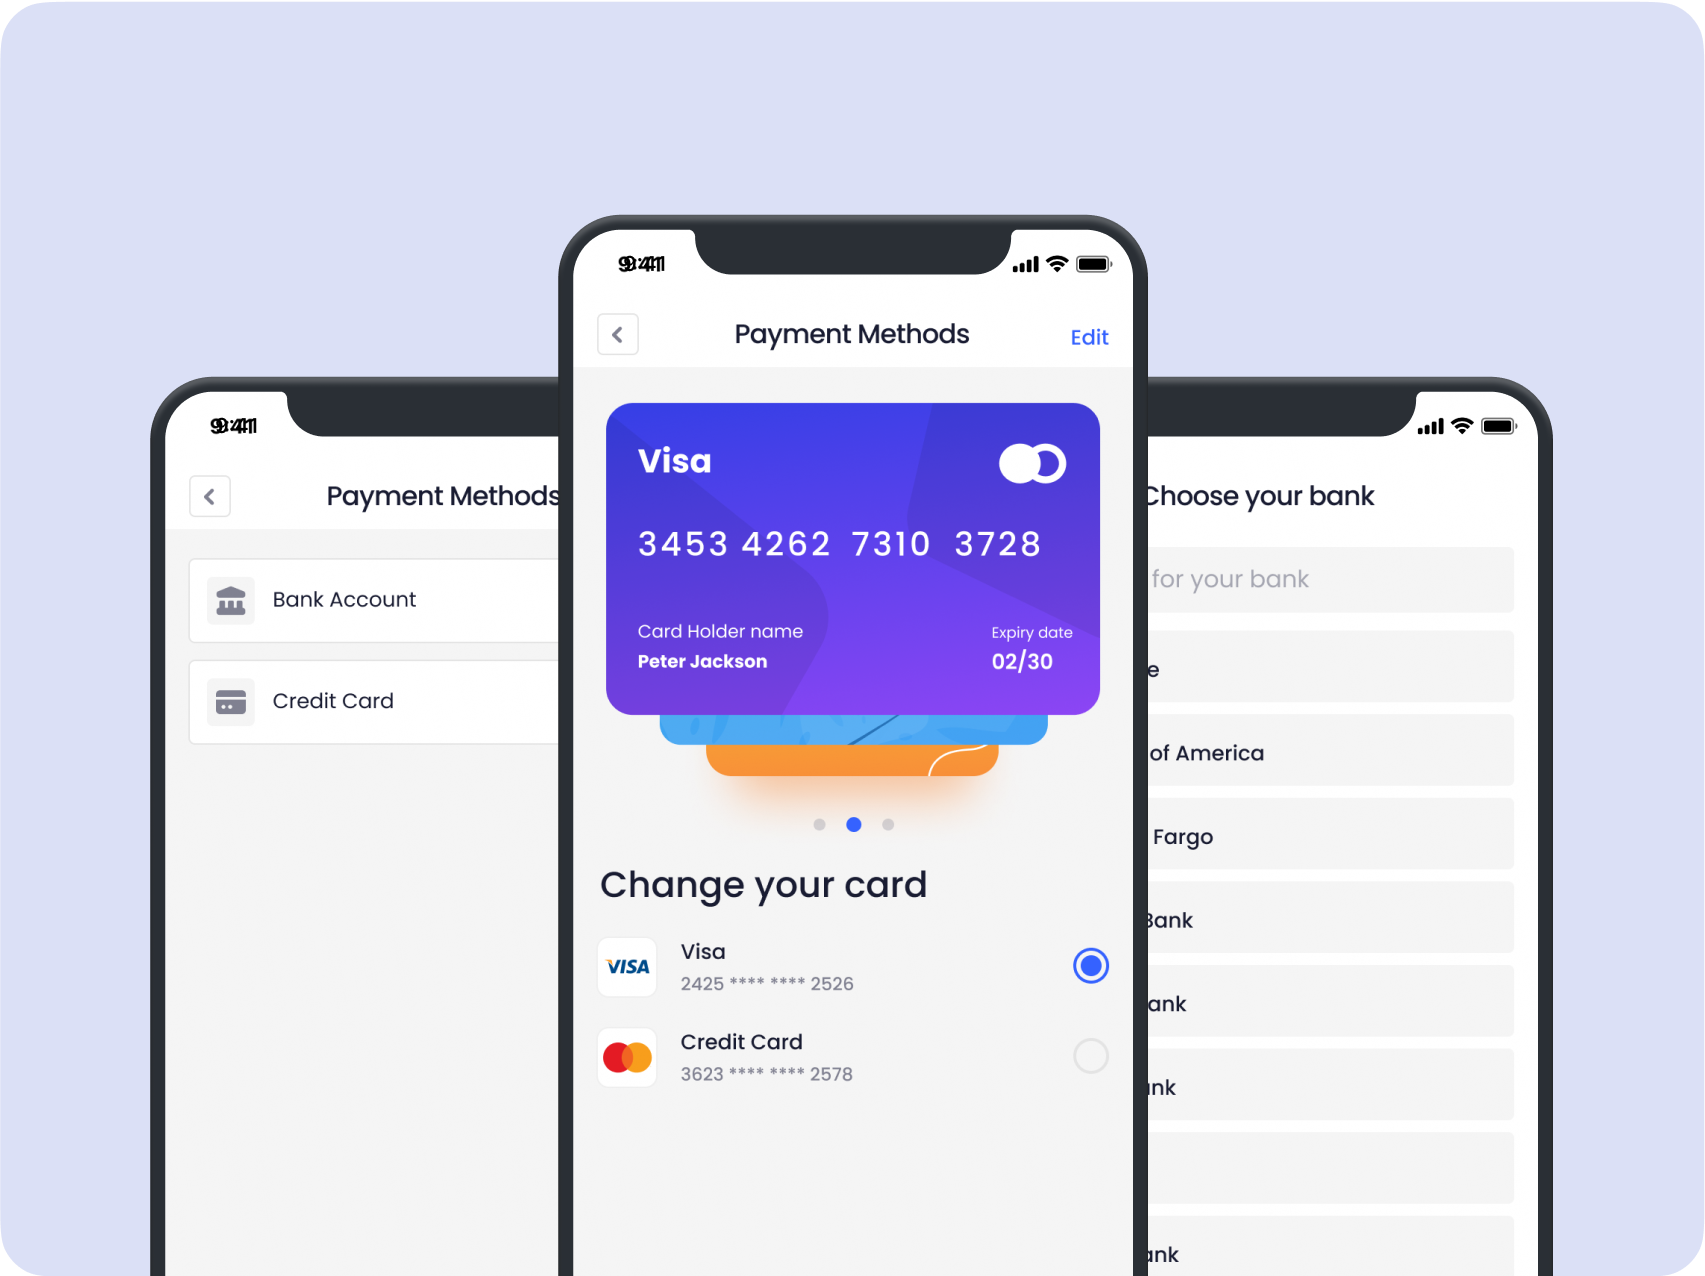 9:41
Payment Methods
Bank Account
Credit Card
9:41
Payment Methods
Edit
Visa
3453 4262 7310 3728
Card Holder name
Expiry date
Peter Jackson
02/30
Change your card
VISA
Visa
2425 **** **** 2526
Credit Card
3623 **** **** 2578
Choose your bank
for your bank
of America
Fargo
Bank
ank